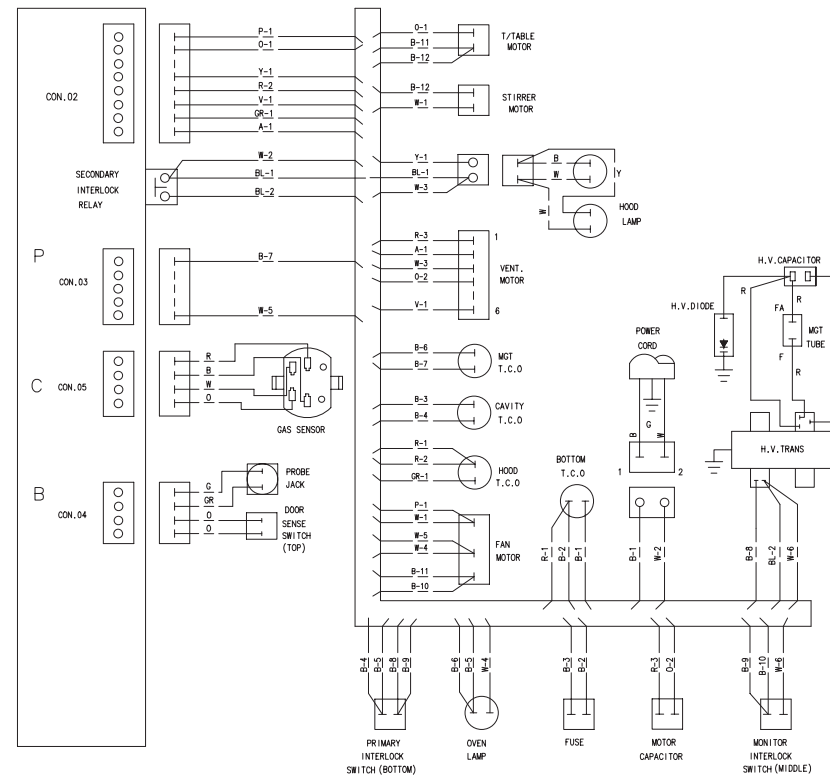 P-1
O-1
Y-1
R-2
V-1
GR-1
A-1
CON.02
W-2
BL-1
BL-2
SECONDARY
INTERLOCK
RELAY
P
C
B
CON.03
B-7
W-5
CON.05
R
B
W
O
GAS SENSOR
CON.04
G
GR
O
O
PROBE
JACK
DOOR
SENSE
SWITCH
(TOP)
O-1
B-11
B-12
T/TABLE
MOTOR
B-12
W-1
STIRRER
MOTOR
Y-1
BL-1
W-3
B
W
Y
W
HOOD
LAMP
R-3
A-1
W-3
O-2
V-1
1
6
VENT.
MOTOR
B-6
B-7
MGT
T.C.O
B-3
B-4
CAVITY
T.C.O
R-1
R-2
GR-1
HOOD
T.C.O
P-1
W-1
W-5
W-4
B-11
B-10
FAN
MOTOR
BOTTOM
T.C.O
R-1
B-2
B-1
POWER
CORD
B
G
W
1
2
B-1
W-2
H.V.CAPACITOR
H.V.DIODE
R
R
FA
F
R
MGT
TUBE
H.V.TRANS
B-8
BL-2
W-6
B-4
B-5
B-8
B-9
PRIMARY
INTERLOCK
SWITCH (BOTTOM)
B-6
B-5
W-4
OVEN
LAMP
B-3
B-2
FUSE
R-3
O-2
MOTOR
CAPACITOR
B-9
B-10
W-6
MONITOR
INTERLOCK
SWITCH (MIDDLE)